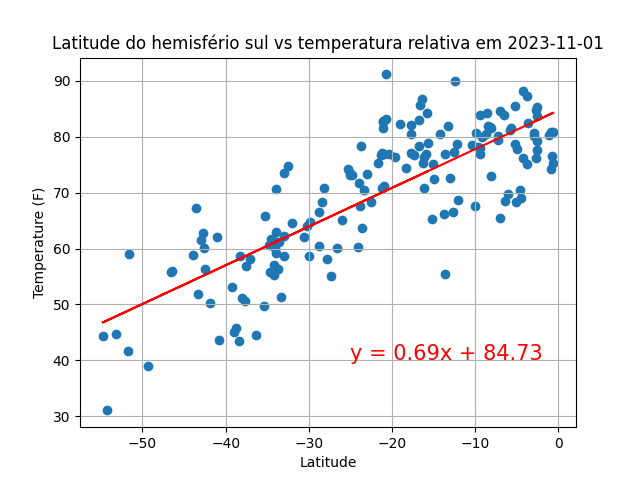 Latitude do hemisfério sul vs temperatura relativa em 2023-11-01
90
80
70
60
50
40
30
Temperature (F)
y = 0.69x + 84.73
−50 −40 −30 −20 −10 0
Latitude